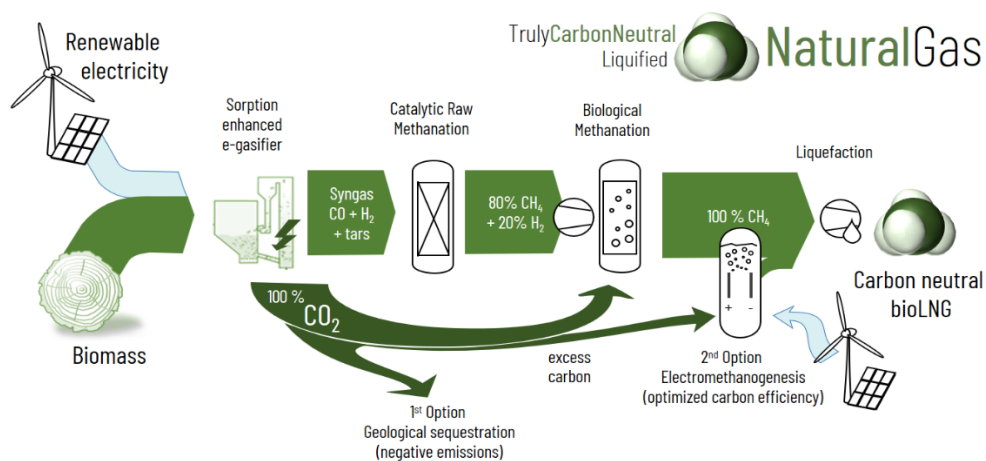 Renewable
electricity
TrulyCarbonNeutral
Liquified
NaturalGas
Sorption
enhanced
e-gasifier
Catalytic Raw
Methanation
Biological
Methanation
Liquefaction
Syngas
CO + H₂
+ tars
80% CH₄
+ 20% H₂
100 % CH₄
Biomass
100 %
CO₂
+ -
Carbon neutral
bioLNG
excess
carbon
1st Option
Geological sequestration
(negative emissions)
2nd Option
Electromethanogenesis
(optimized carbon efficiency)